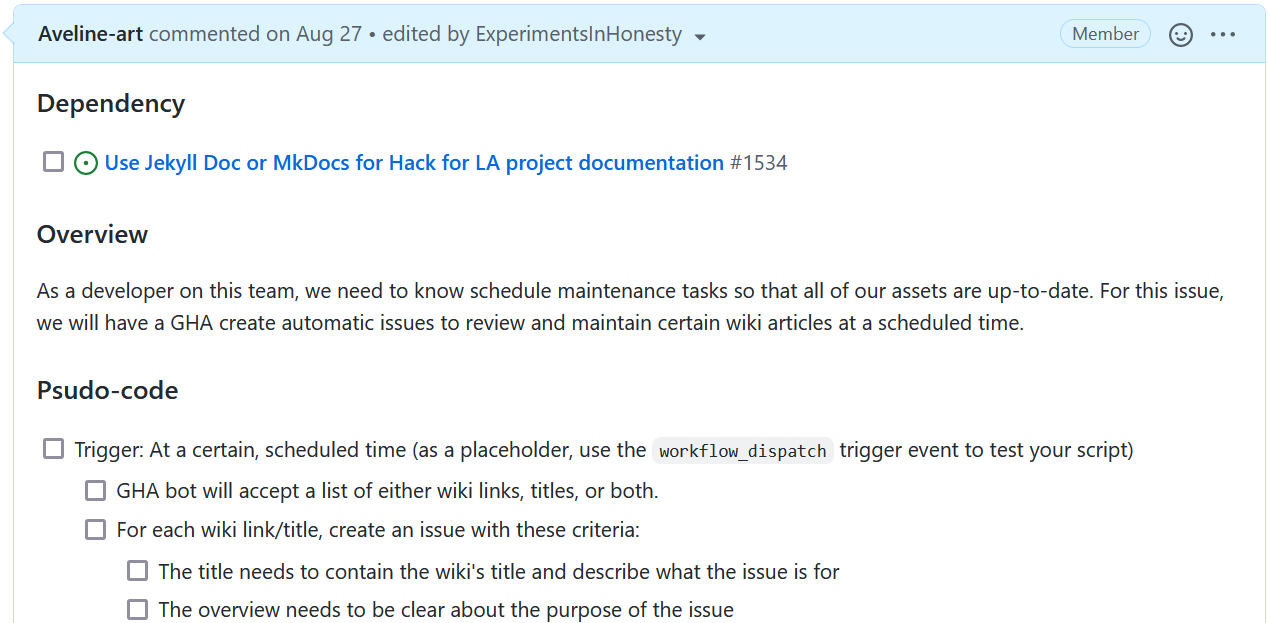 Aveline-art commented on Aug 27 • edited by ExperimentsInHonesty
Member
Dependency
Use Jekyll Doc or MkDocs for Hack for LA project documentation #1534
Overview
As a developer on this team, we need to know schedule maintenance tasks so that all of our assets are up-to-date. For this issue,
we will have a GHA create automatic issues to review and maintain certain wiki articles at a scheduled time.
Psudo-code
Trigger: At a certain, scheduled time (as a placeholder, use the workflow_dispatch trigger event to test your script)
GHA bot will accept a list of either wiki links, titles, or both.
For each wiki link/title, create an issue with these criteria:
The title needs to contain the wiki's title and describe what the issue is for
The overview needs to be clear about the purpose of the issue